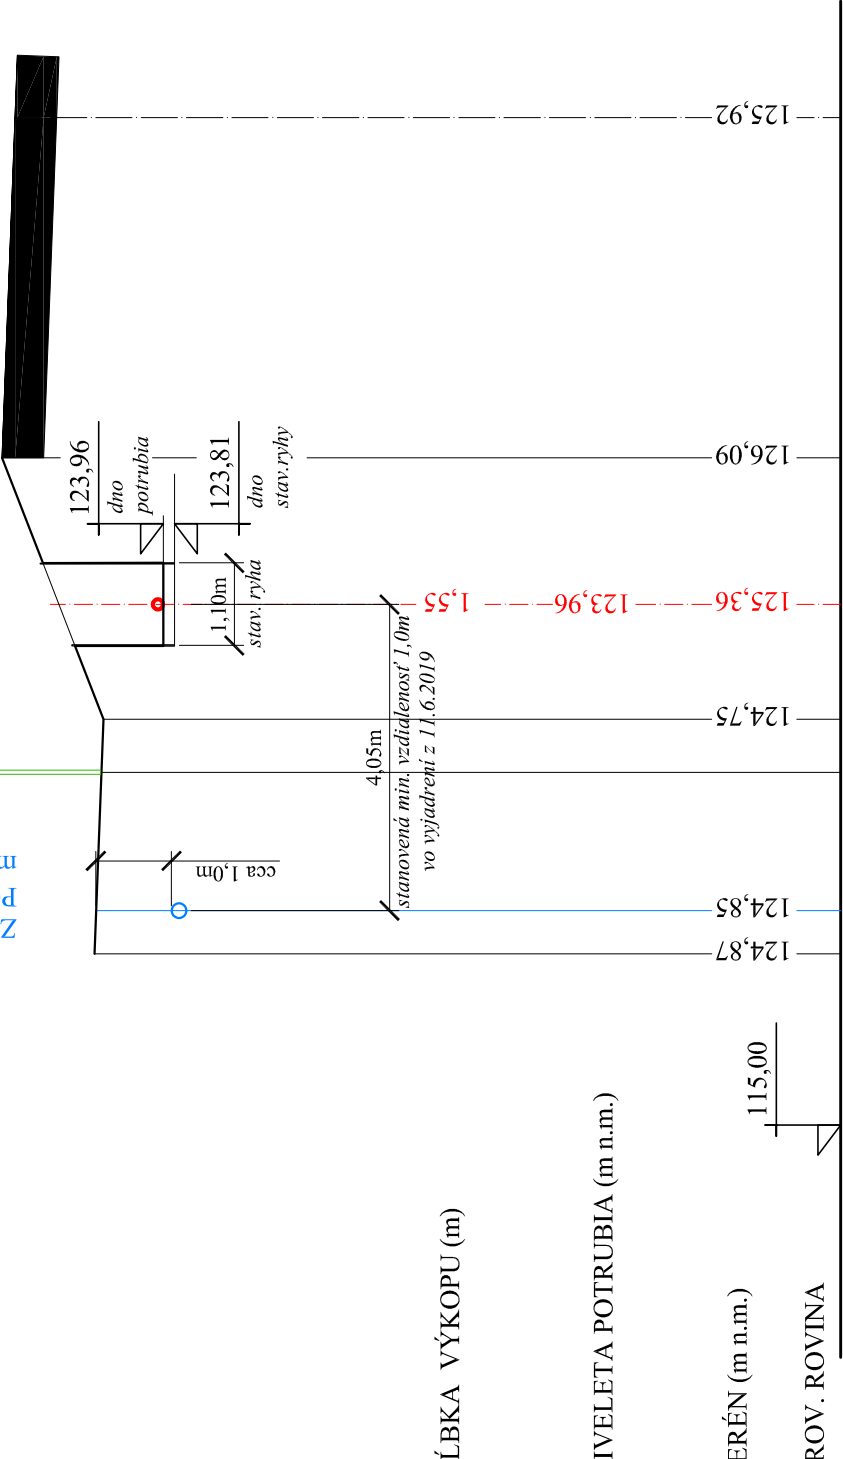 125,92
126,09
123,96
dno
potrubia
123,81
dno
stav.ryhy
1,10m
stav. ryha
1,55
123,96
125,36
124,75
4,05m
stanovená min. vzdialenosť 1,0m
vo vyjadrení z 11.6.2019
cca 1,0m
124,85
124,87
115,00
ĹBKA VÝKOPU (m)
IVELETA POTRUBIA (m n.m.)
ERÉN (m n.m.)
ROV. ROVINA
m
P
Z